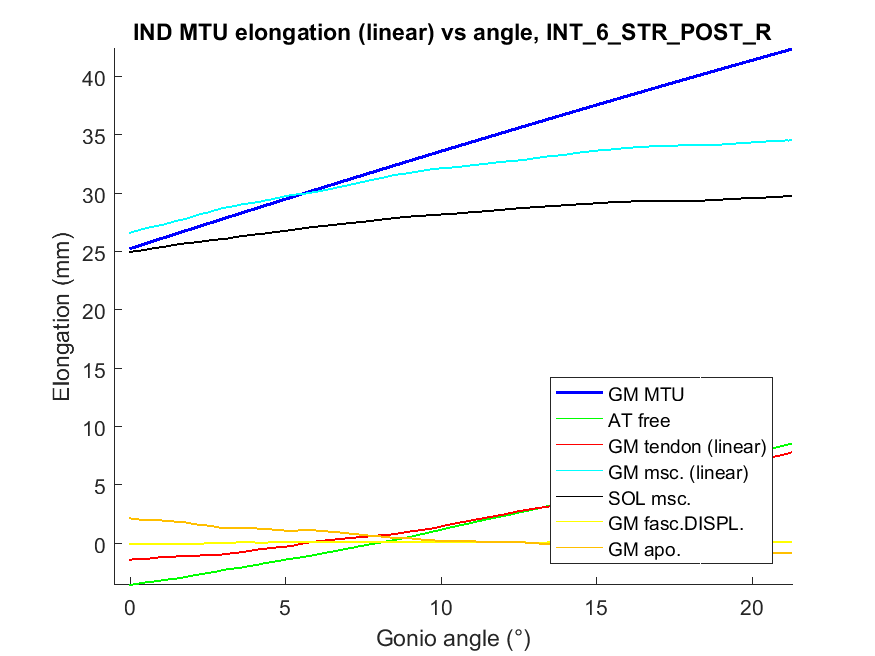 IND MTU elongation (linear) vs angle, INT_6_STR_POST_R
40
35
30
25
20
15
10
5
0
Elongation (mm)
GM MTU
AT free
GM tendon (linear)
GM msc. (linear)
SOL msc.
GM fasc.DISPL.
GM apo.
0 5 10 15 20
Gonio angle (°)